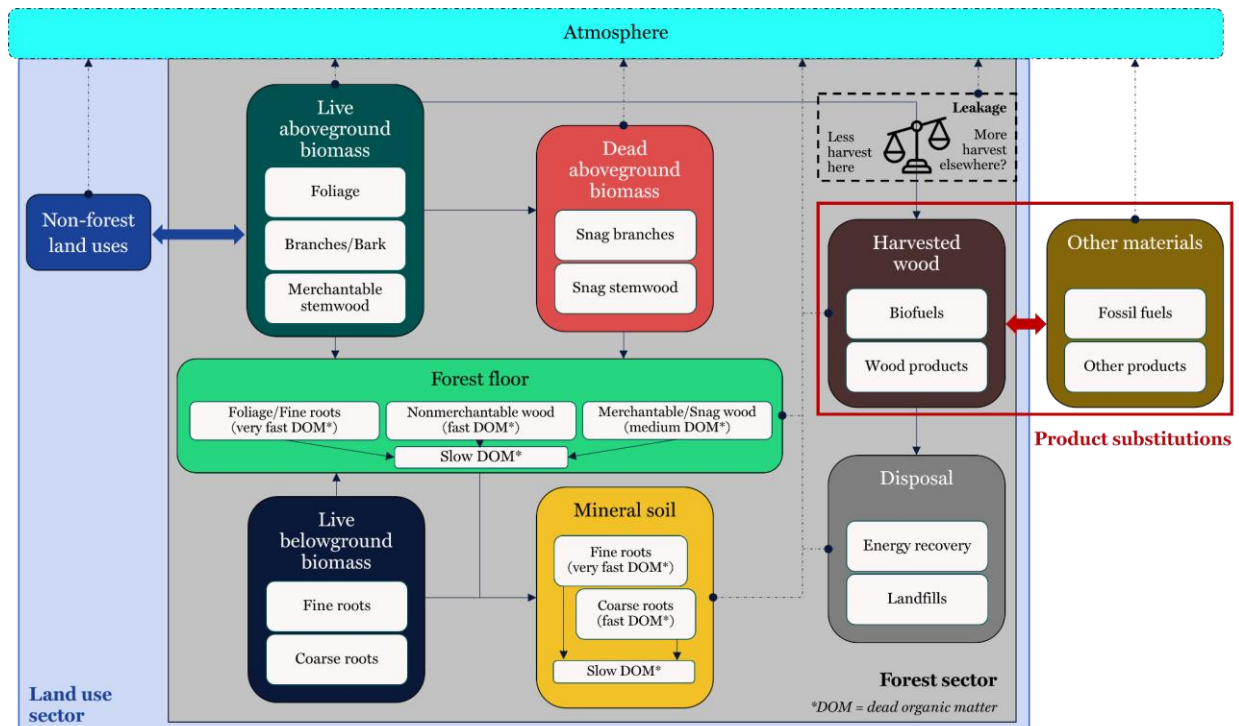 Atmosphere
Live
aboveground
biomass
Foliage
Branches/Bark
Merchantable
stemwood
Dead
aboveground
biomass
Snag branches
Snag stemwood
Leakage
Less
harvest
here
More
harvest
elsewhere?
Non-forest
land uses
Harvested
wood
Biofuels
Wood products
Other materials
Fossil fuels
Other products
Product substitutions
Forest floor
Foliage/Fine roots
(very fast DOM*)
Nonmerchantable wood
(fast DOM*)
Merchantable/Snag wood
(medium DOM*)
Slow DOM*
Live
belowground
biomass
Fine roots
Coarse roots
Mineral soil
Fine roots
(very fast DOM*)
Coarse roots
(fast DOM*)
Slow DOM*
Disposal
Energy recovery
Landfills
Land use
sector
Forest sector
*DOM = dead organic matter